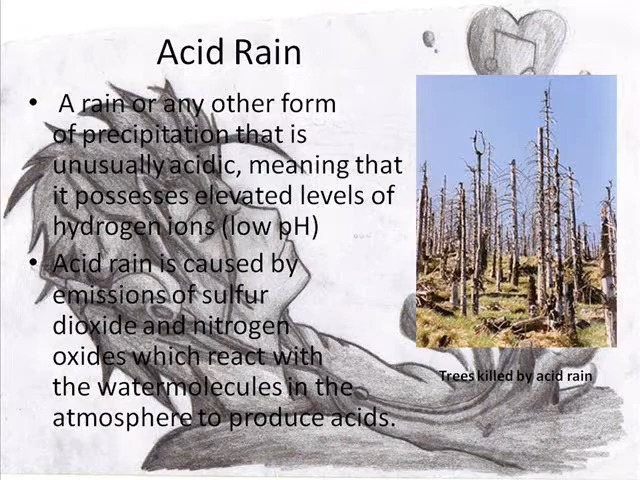 Acid Rain
• A rain or any other form
of precipitation that is
unusually acidic, meaning that
it possesses elevated levels of
hydrogen ions (low pH)
• Acid rain is caused by
emissions of sulfur
dioxide and nitrogen
oxides which react with
the watermolecules in the
atmosphere to produce acids.
Trees killed by acid rain